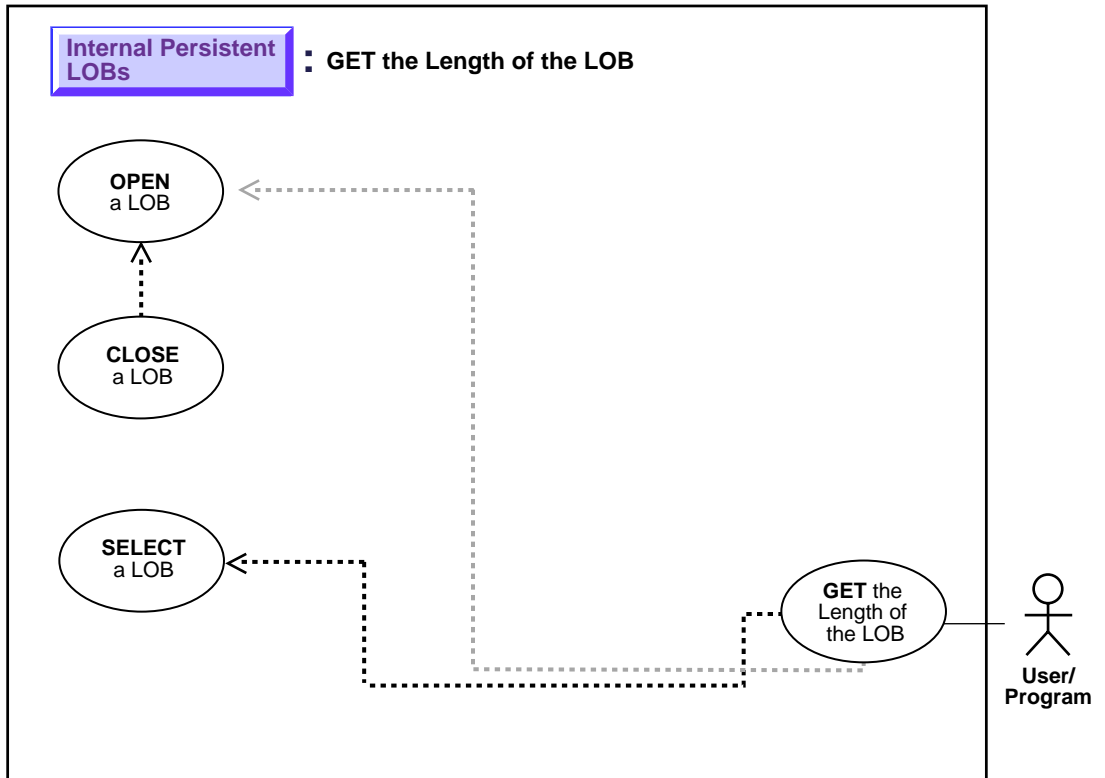 Internal Persistent
LOBs
: GET the Length of the LOB
OPEN
a LOB
CLOSE
a LOB
SELECT
a LOB
GET the
Length of
the LOB
User/
Program